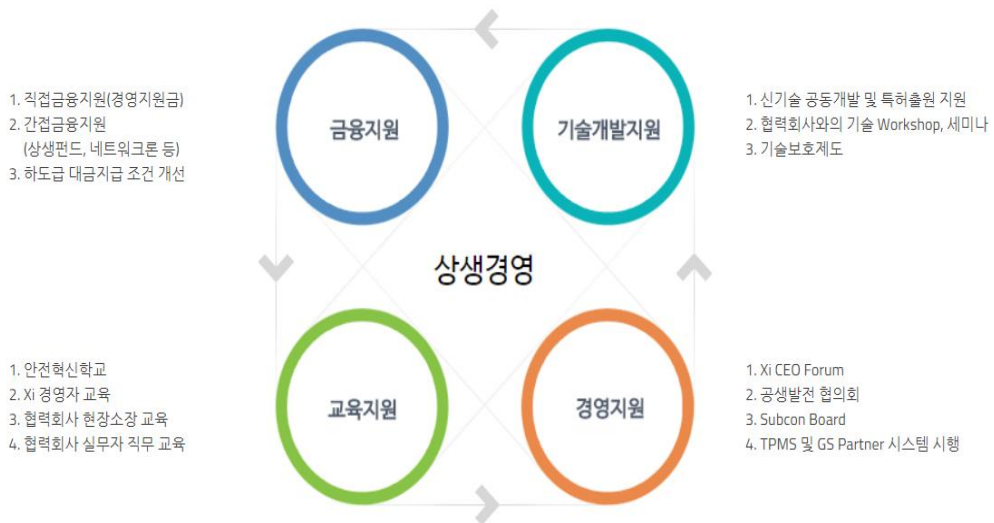 1. 직접금융지원(경영지원금)
2. 간접금융지원
(상생펀드, 네트워크론 등)
3. 하도급 대금지급 조건 개선
금융지원
기술개발지원
1. 신기술 공동개발 및 특허출원 지원
2. 협력회사와의 기술 Workshop, 세미나
3. 기술보호제도
상생경영
1. 안전혁신학교
2. Xi 경영자 교육
3. 협력회사 현장소장 교육
4. 협력회사 실무자 직무 교육
교육지원
경영지원
1. Xi CEO Forum
2. 공생발전 협의회
3. Subcon Board
4. TPMS 및 GS Partner 시스템 시행